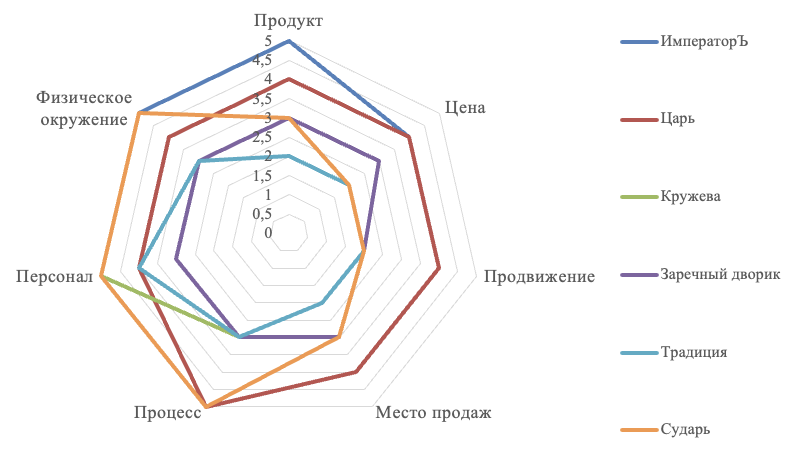 Продукт
5
4,5
4
3,5
3
2,5
2
1,5
1
0,5
0
Цена
Продвижение
Место продаж
Процесс
Персонал
Физическое
окружение
ИмператорЪ
Царь
Кружева
Заречный дворик
Традиция
Сударь